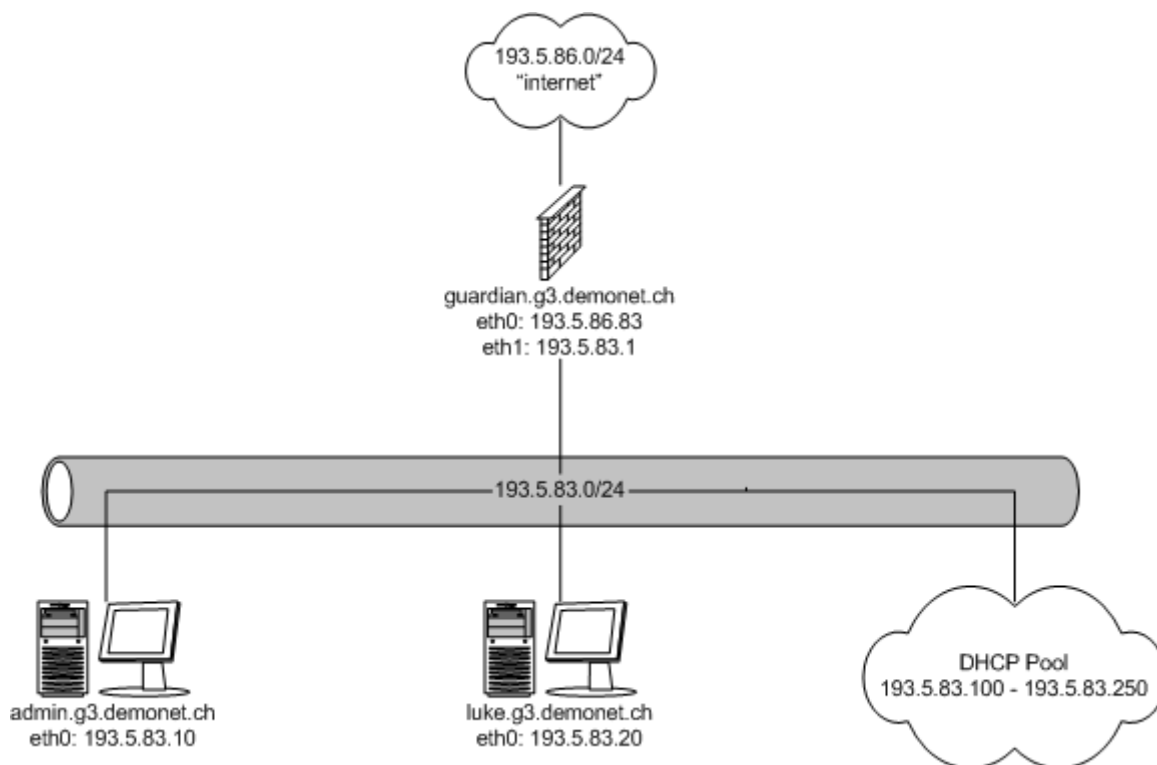 193.5.86.0/24
"internet"
guardian.g3.demonet.ch
eth0: 193.5.86.83
eth1: 193.5.83.1
193.5.83.0/24
admin.g3.demonet.ch
eth0: 193.5.83.10
luke.g3.demonet.ch
eth0: 193.5.83.20
DHCP Pool
193.5.83.100 - 193.5.83.250